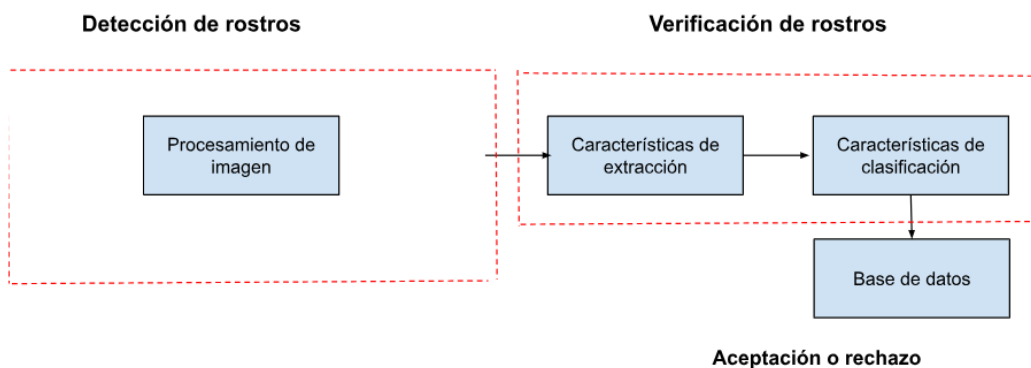 Detección de rostros
Verificación de rostros
Procesamiento de
imagen
Características de
extracción
Características de
clasificación
Base de datos
Aceptación o rechazo